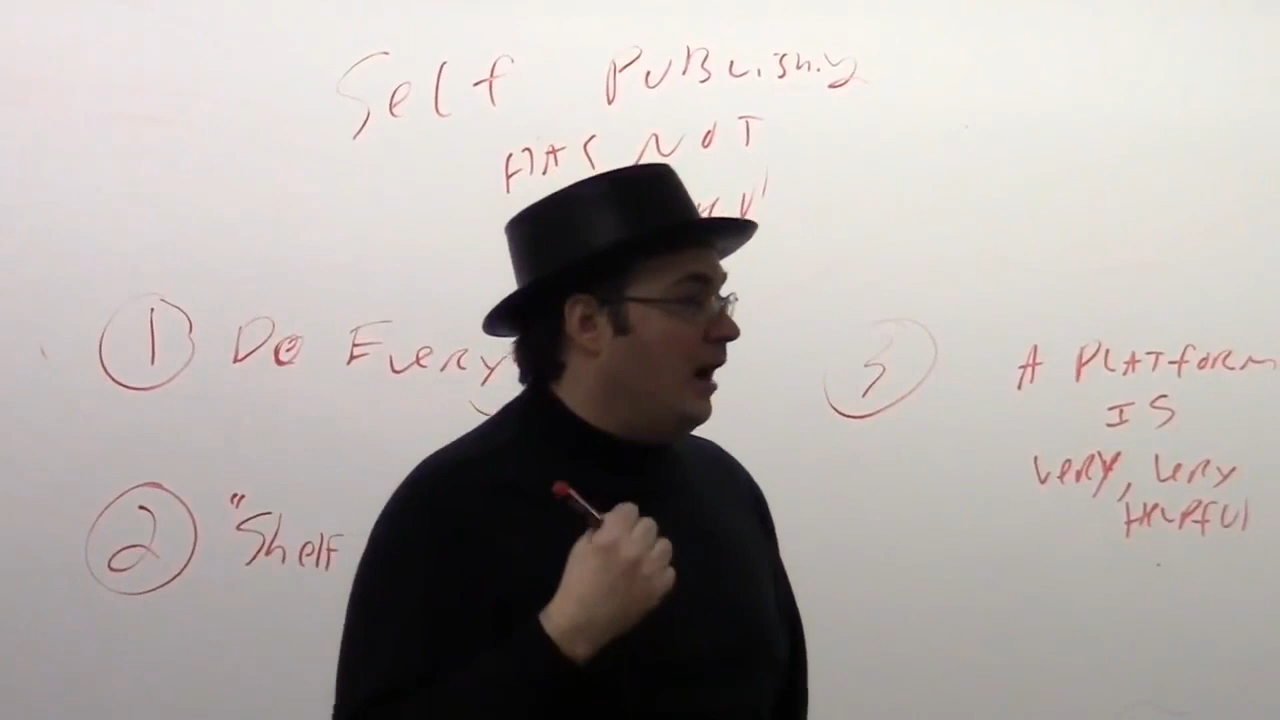 Self PUBLishing
HAS NOT
① Do Every
② "Shelf
③ A PLATform
IS
very, very
HELPfUl